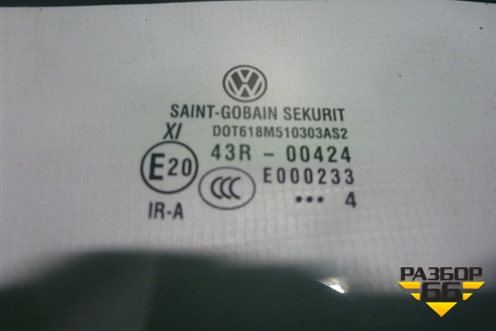 SAINT-GOBAIN SEKURIT
XI DOT618M510303AS2
E20 43R - 00424
CCC E000233
IR-A ••• 4
РАЗБОР
66